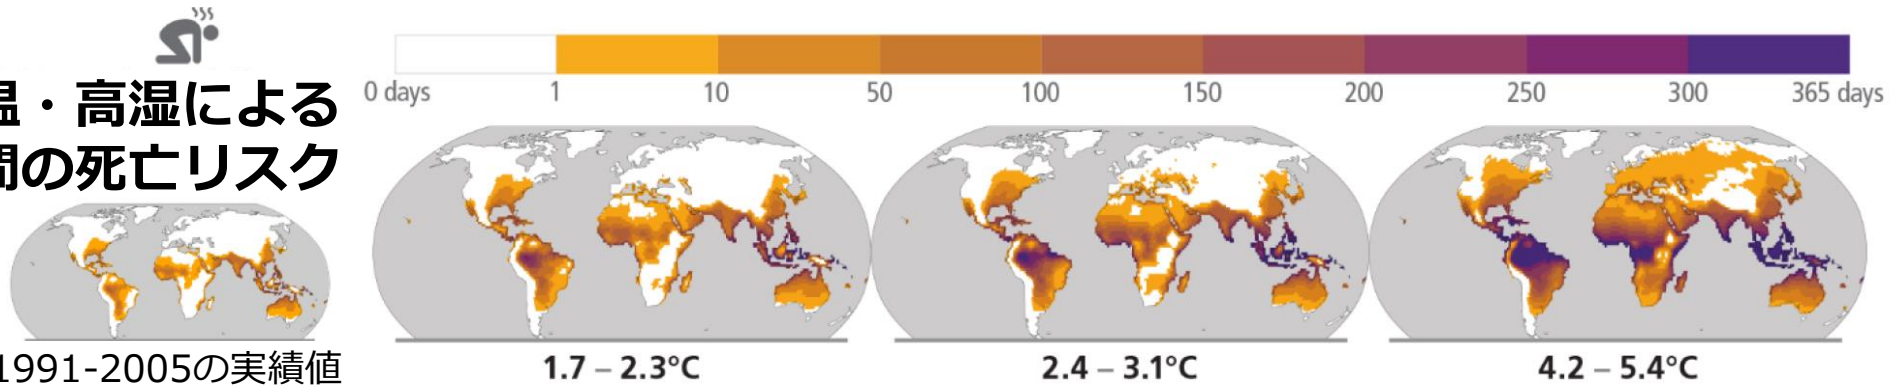 温・高湿による
間の死亡リスク
1991-2005の実績値
0 days 1 10 50 100 150 200 250 300 365 days
1.7 – 2.3°C
2.4 – 3.1°C
4.2 – 5.4°C